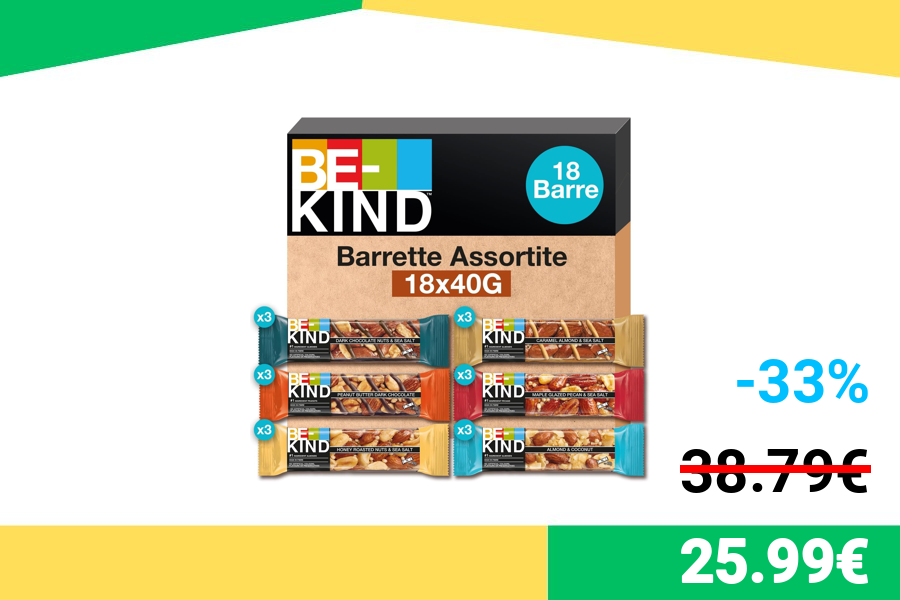 BE-
KIND
18
Barre
Barrette Assortite
18x40G
x3
BE-
KIND
DARK CHOCOLATE NUTS & SEA SALT
x3
BE-
KIND
CARAMEL ALMOND & SEA SALT
x3
BE-
KIND
PEANUT BUTTER DARK CHOCOLATE
x3
BE-
KIND
MAPLE GLAZED PECAN & SEA SALT
x3
BE-
KIND
HONEY ROASTED NUTS & SEA SALT
x3
BE-
KIND
ALMOND & COCONUT
-33%
38.79€
25.99€